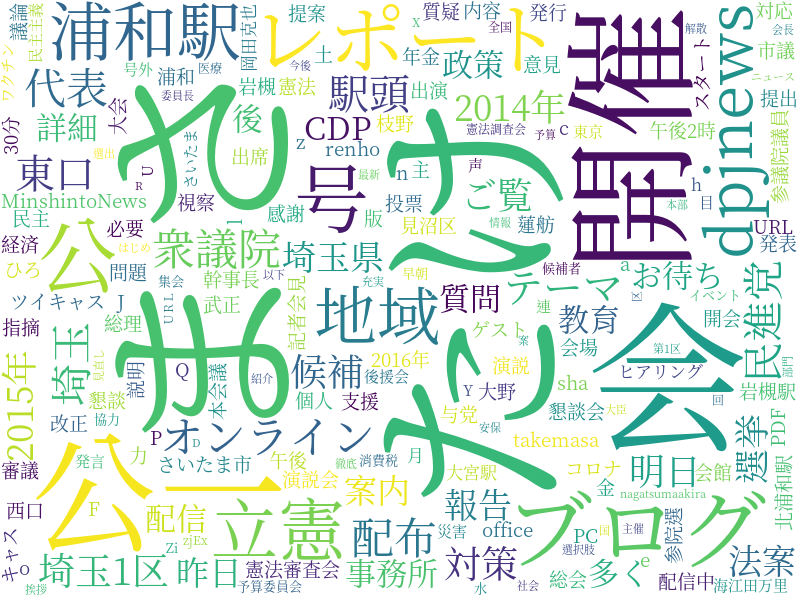 浦和駅
レポート
開催
dpjnews
たけまさ
公一
公
会
号
地域
ブログ
立憲
オンライン
代表
詳細
東口
駅頭
CDP
renho
政策
2014年
ご覧
お待ち
テーマ
民進党
選挙
明日
法案
多く
対策
報告
教育
質問
埼玉県
衆議院
埼玉
2015年
候補
配布
案内
事務所
配信
埼玉1区
昨日
後
MinshintoNews
提案
質疑
内容
発行
議論
民主主義
ワクチン
30分
岡田克也
号外
医療
委員長
浦和
大会
岩槻
憲法
年金
出演
意見
枝野
土
全国
今後
解散
会長
ニュース
対応
市議
スタート
提出
参議院議員
午後2時
憲法調査会
予算
東京
URL
発表
さいたま
出席
選出
視察
感謝
投票
版
主
声
目
最新
見沼区
蓮舫
情報
本部
民主
必要
経済
ひろ
はじめ
問題
集会
以下
幹事長
武正
記者会見
早朝
充実
候補者
イベント
連
区
開会
ツイキャス
総理
URL
指摘
見直し
説明
本会議
紹介
ゲスト
会場
案
第1区
ヒアリング
部門
岩槻駅
2016年
後援会
演説
個人
支援
大野
sha
回
大臣
懇談
改正
協力
与党
安保
懇談会
takemasa
PDF
審議
発言
力
さいたま市
午後
消費税
演説会
徹底
月
大宮駅
コロナ
会館
金
nagatsumaakira
北浦和駅
西口
キャス
zjEx
Zi
憲法審査会
予算委員会
災害
office
PC
国
主催
選択肢
参院選
配信中
総会
水
社会
海江田万里
挨拶
z
n
c
h
a
e
l
o
x
U
R
J
Q
P
D
F
Y